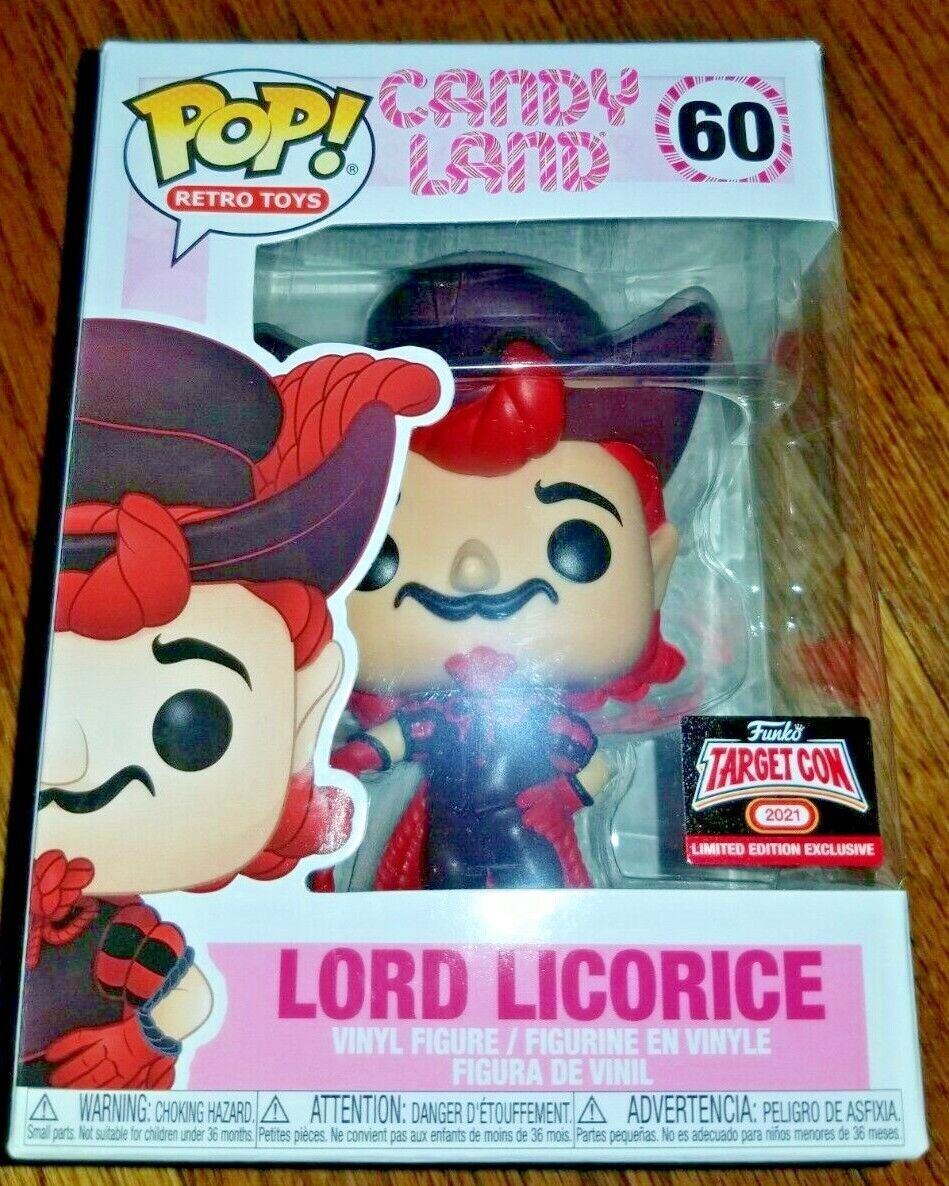 POP!®
RETRO TOYS
CANDY
LAND®
60
Funko
TARGET CON
2021
LIMITED EDITION EXCLUSIVE
LORD LICORICE
VINYL FIGURE / FIGURINE EN VINYLE
FIGURA DE VINIL
⚠ WARNING: CHOKING HAZARD.
Small parts. Not suitable for children under 36 months.
⚠ ATTENTION: DANGER D'ÉTOUFFEMENT.
Petites pièces. Ne convient pas aux enfants de moins de 36 mois.
⚠ ADVERTENCIA: PELIGRO DE ASFIXIA.
Partes pequeñas. No es adecuado para niños menores de 36 meses.